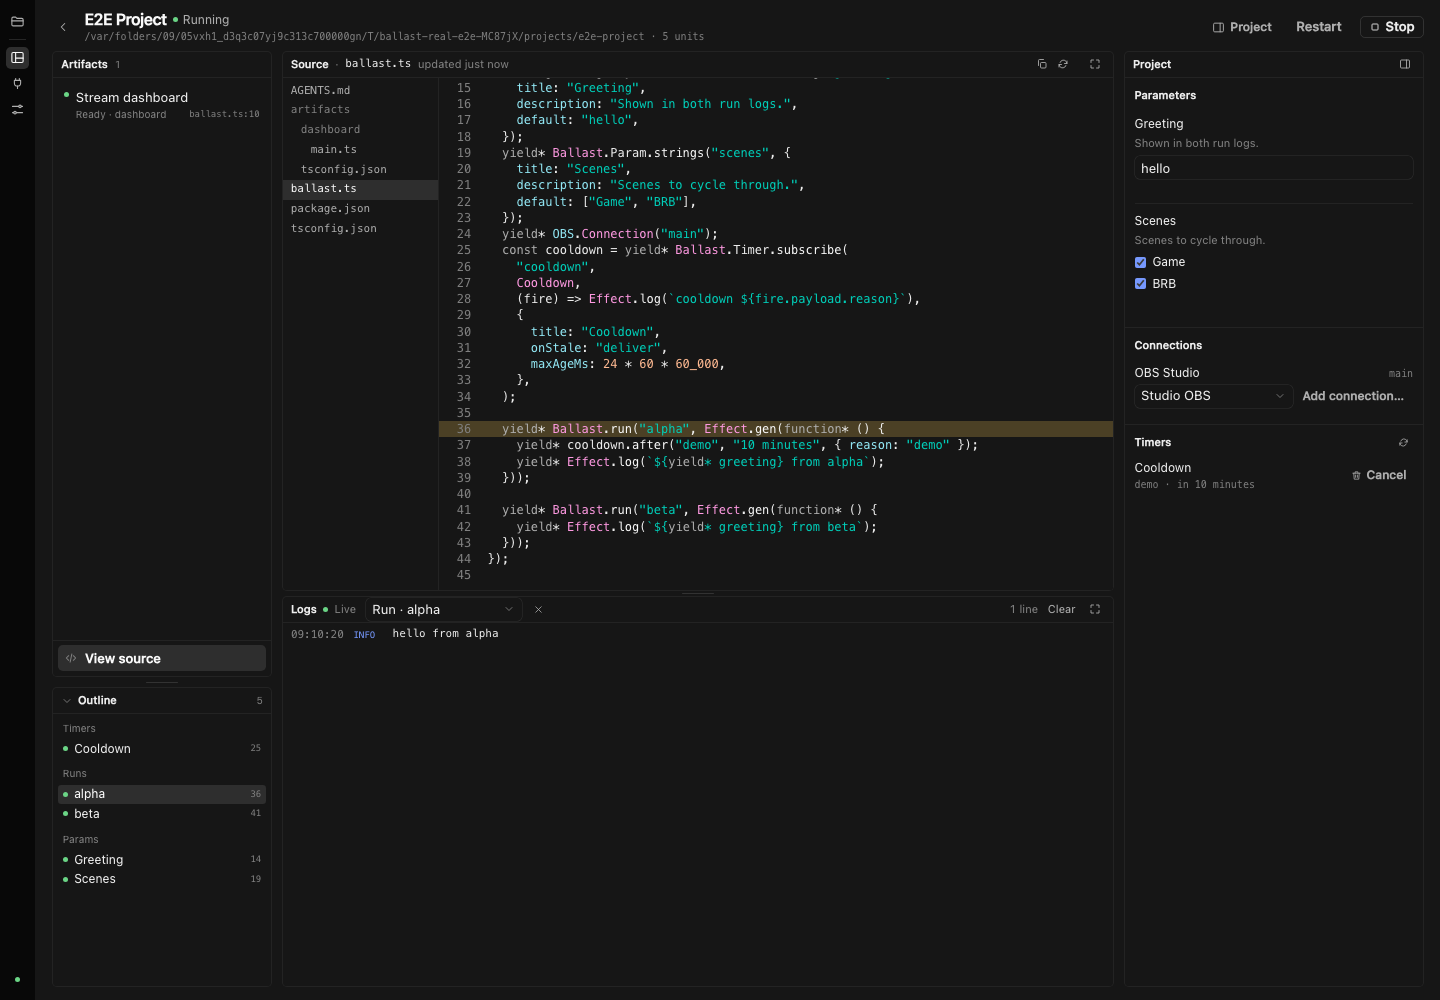 E2E Project
Running
Project
Restart
Stop
/var/folders/09/05vxh1_d3q3c07yj9c313c700000gn/T/ballast-real-e2e-MC87jX/projects/e2e-project · 5 units
Artifacts 1
Stream dashboard
Ready · dashboard ballast.ts:10
View source
Outline 5
Timers
Cooldown 25
Runs
alpha 36
beta 41
Params
Greeting 14
Scenes 19
Source · ballast.ts updated just now
AGENTS.md
artifacts
dashboard
main.ts
tsconfig.json
ballast.ts
package.json
tsconfig.json
15 title: "Greeting",
16 description: "Shown in both run logs.",
17 default: "hello",
18 });
19 yield* Ballast.Param.strings("scenes", {
20 title: "Scenes",
21 description: "Scenes to cycle through.",
22 default: ["Game", "BRB"],
23 });
24 yield* OBS.Connection("main");
25 const cooldown = yield* Ballast.Timer.subscribe(
26 "cooldown",
27 Cooldown,
28 (fire) => Effect.log(`cooldown ${fire.payload.reason}`),
29 {
30 title: "Cooldown",
31 onStale: "deliver",
32 maxAgeMs: 24 * 60 * 60_000,
33 },
34 );
35
36 yield* Ballast.run("alpha", Effect.gen(function* () {
37 yield* cooldown.after("demo", "10 minutes", { reason: "demo" });
38 yield* Effect.log(`${yield* greeting} from alpha`);
39 }));
40
41 yield* Ballast.run("beta", Effect.gen(function* () {
42 yield* Effect.log(`${yield* greeting} from beta`);
43 }));
44 });
45
Logs Live Run · alpha 1 line Clear
09:10:20 INFO hello from alpha
Project
Parameters
Greeting
Shown in both run logs.
hello
Scenes
Scenes to cycle through.
Game
BRB
Connections
OBS Studio main
Studio OBS Add connection...
Timers
Cooldown
demo · in 10 minutes
Cancel